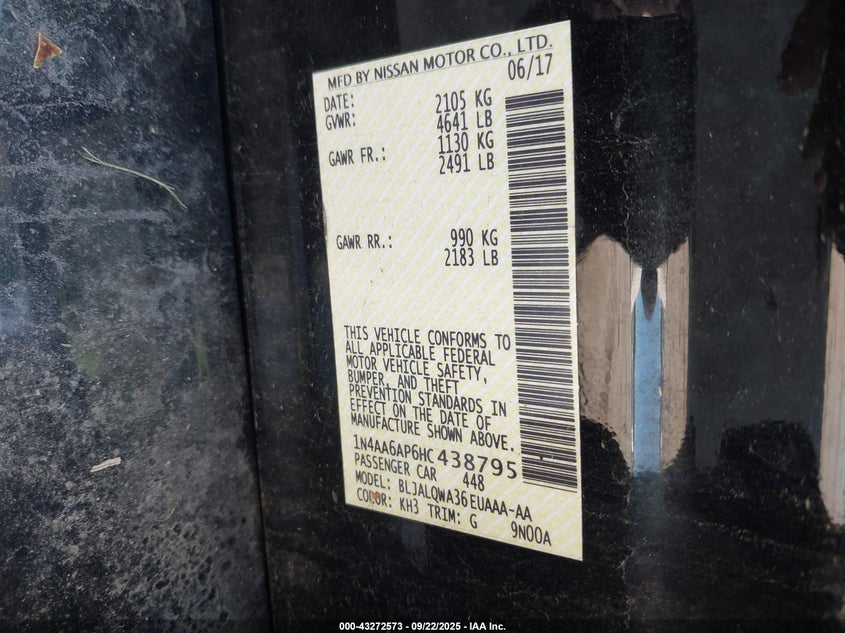 MFD BY NISSAN MOTOR CO., LTD.
DATE: 06/17
GVWR: 2105 KG
4641 LB
GAWR FR.: 1130 KG
2491 LB
GAWR RR.: 990 KG
2183 LB
THIS VEHICLE CONFORMS TO
ALL APPLICABLE FEDERAL
MOTOR VEHICLE SAFETY,
BUMPER, AND THEFT
PREVENTION STANDARDS IN
EFFECT ON THE DATE OF
MANUFACTURE SHOWN ABOVE.
1N4AA6AP6HC438795
PASSENGER CAR 448
MODEL: BLJALQWA36EUAAA-AA
COLOR: KH3 TRIM: G 9N00A
000-43272573 - 09/22/2025 - IAA Inc.